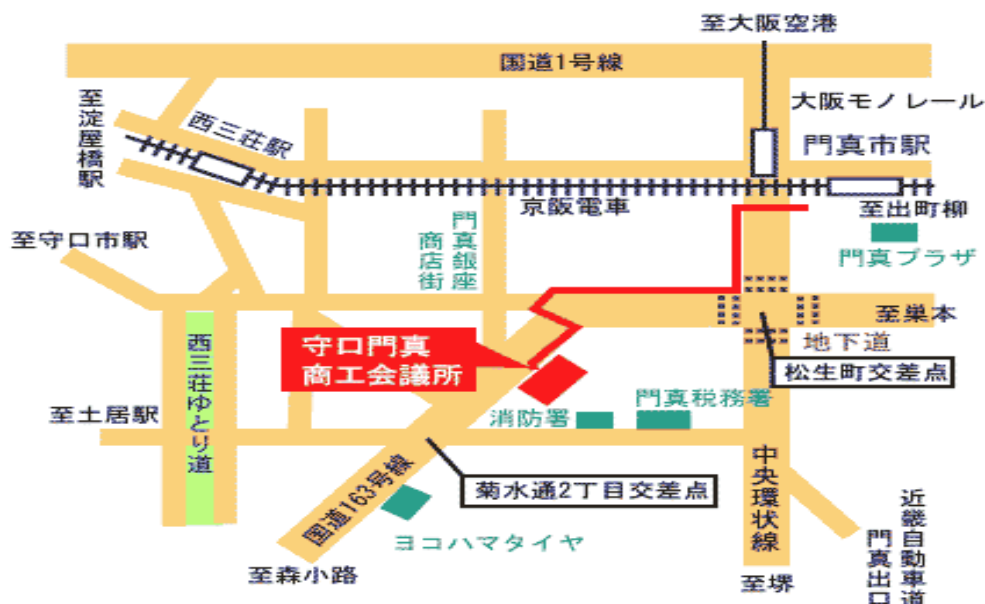 至大阪空港
国道1号線
至淀屋橋駅
西三荘駅
大阪モノレール
門真市駅
京阪電車
至出町柳
門真プラザ
至守口市駅
門真銀座
商店街
至巣本
地下道
松生町交差点
守口門真
商工会議所
西三荘ゆとり道
至土居駅
消防署
門真税務署
菊水通2丁目交差点
国道163号線
ヨコハマタイヤ
中央環状線
近畿自動車道
門真出口
至森小路
至堺